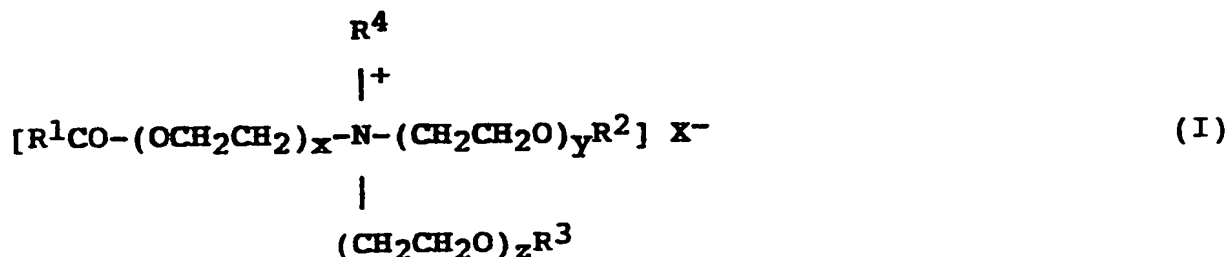 R⁴
|+
[R¹CO-(OCH₂CH₂)ₓ-N-(CH₂CH₂O)yR²] X⁻ (I)
|
(CH₂CH₂O)zR³